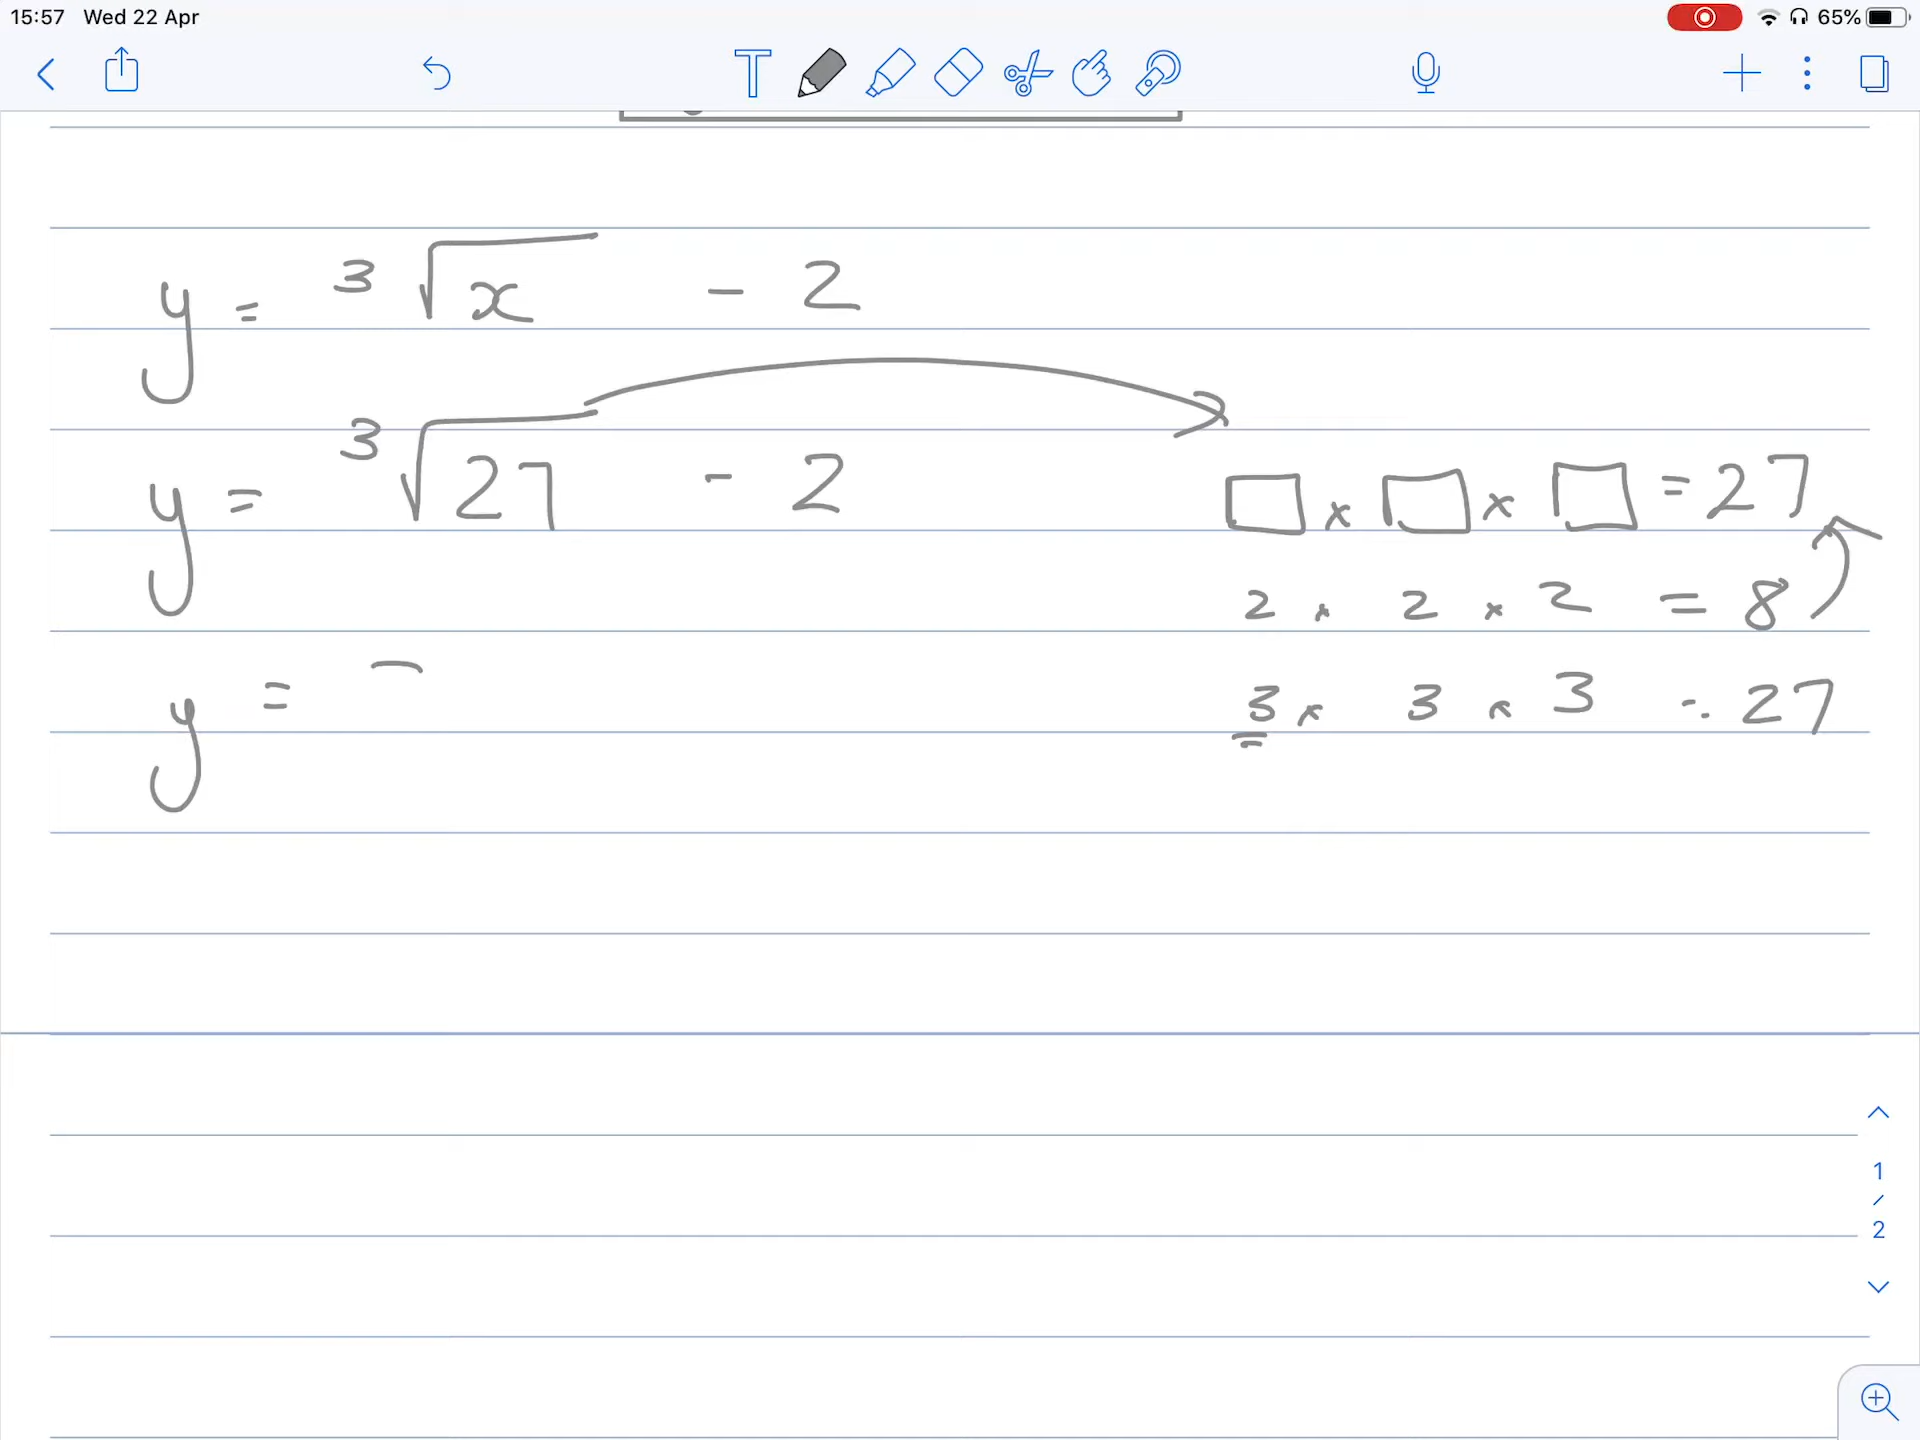 15:57 Wed 22 Apr 65%
T
y = ³√x - 2
y = ³√27 - 2
□ × □ × □ = 27
2 × 2 × 2 = 8
y =
3 × 3 × 3 = 27
1
/
2